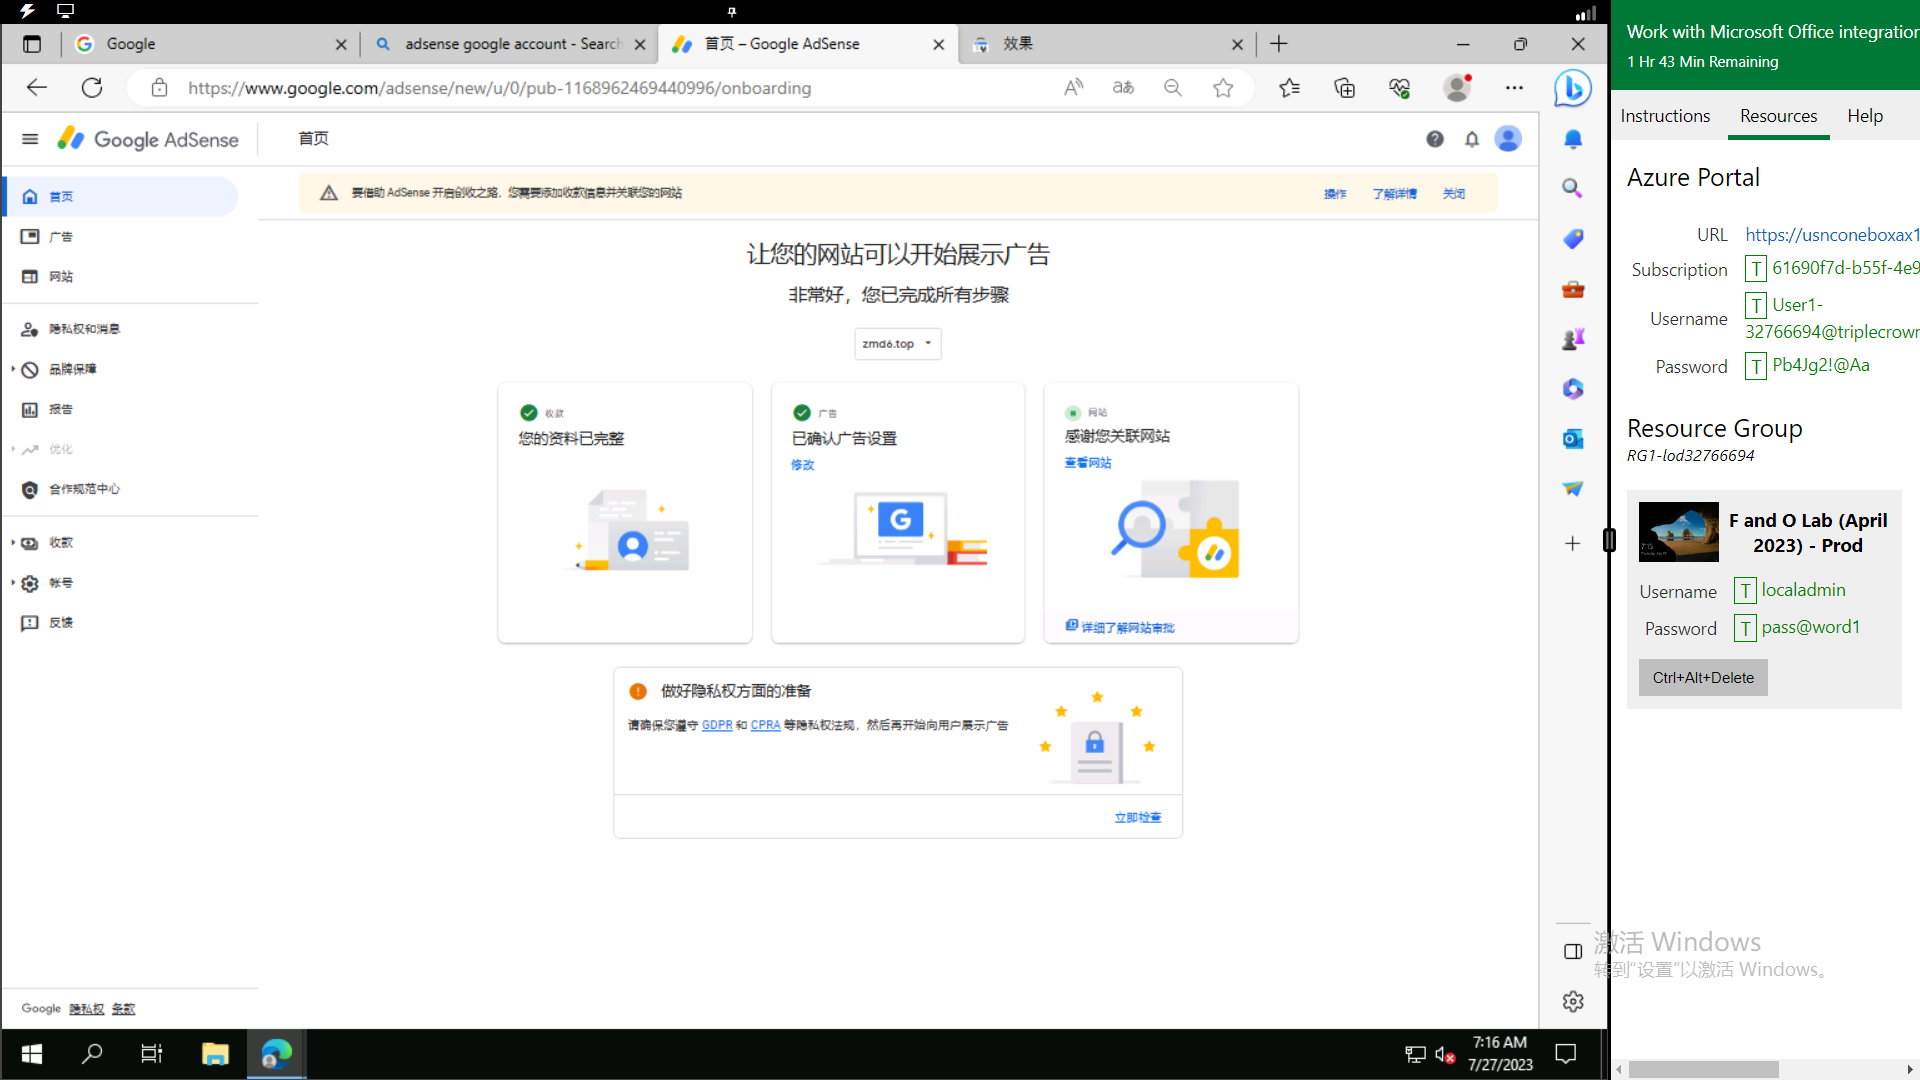 Google
adsense google account - Search
首页 – Google AdSense
效果
https://www.google.com/adsense/new/u/0/pub-1168962469440996/onboarding
Google AdSense
首页
首页
广告
网站
隐私权和消息
品牌保障
报告
优化
合作规范中心
收款
帐号
反馈
Google 隐私权 条款
要借助 AdSense 开启创收之路，您需要添加收款信息并关联您的网站
操作 了解详情 关闭
让您的网站可以开始展示广告
非常好，您已完成所有步骤
zmd6.top
收款
您的资料已完整
广告
已确认广告设置
修改
网站
感谢您关联网站
查看网站
详细了解网站审批
做好隐私权方面的准备
请确保您遵守 GDPR 和 CPRA 等隐私权法规，然后再开始向用户展示广告
立即检查
7:16 AM
7/27/2023
Work with Microsoft Office integration
1 Hr 43 Min Remaining
Instructions Resources Help
Azure Portal
URL https://usnconeboxax1
Subscription T 61690f7d-b55f-4e9
Username T User1-
32766694@triplecrown
Password T Pb4Jg2!@Aa
Resource Group
RG1-lod32766694
F and O Lab (April
2023) - Prod
Username T localadmin
Password T pass@word1
Ctrl+Alt+Delete
激活 Windows
转到“设置”以激活 Windows。